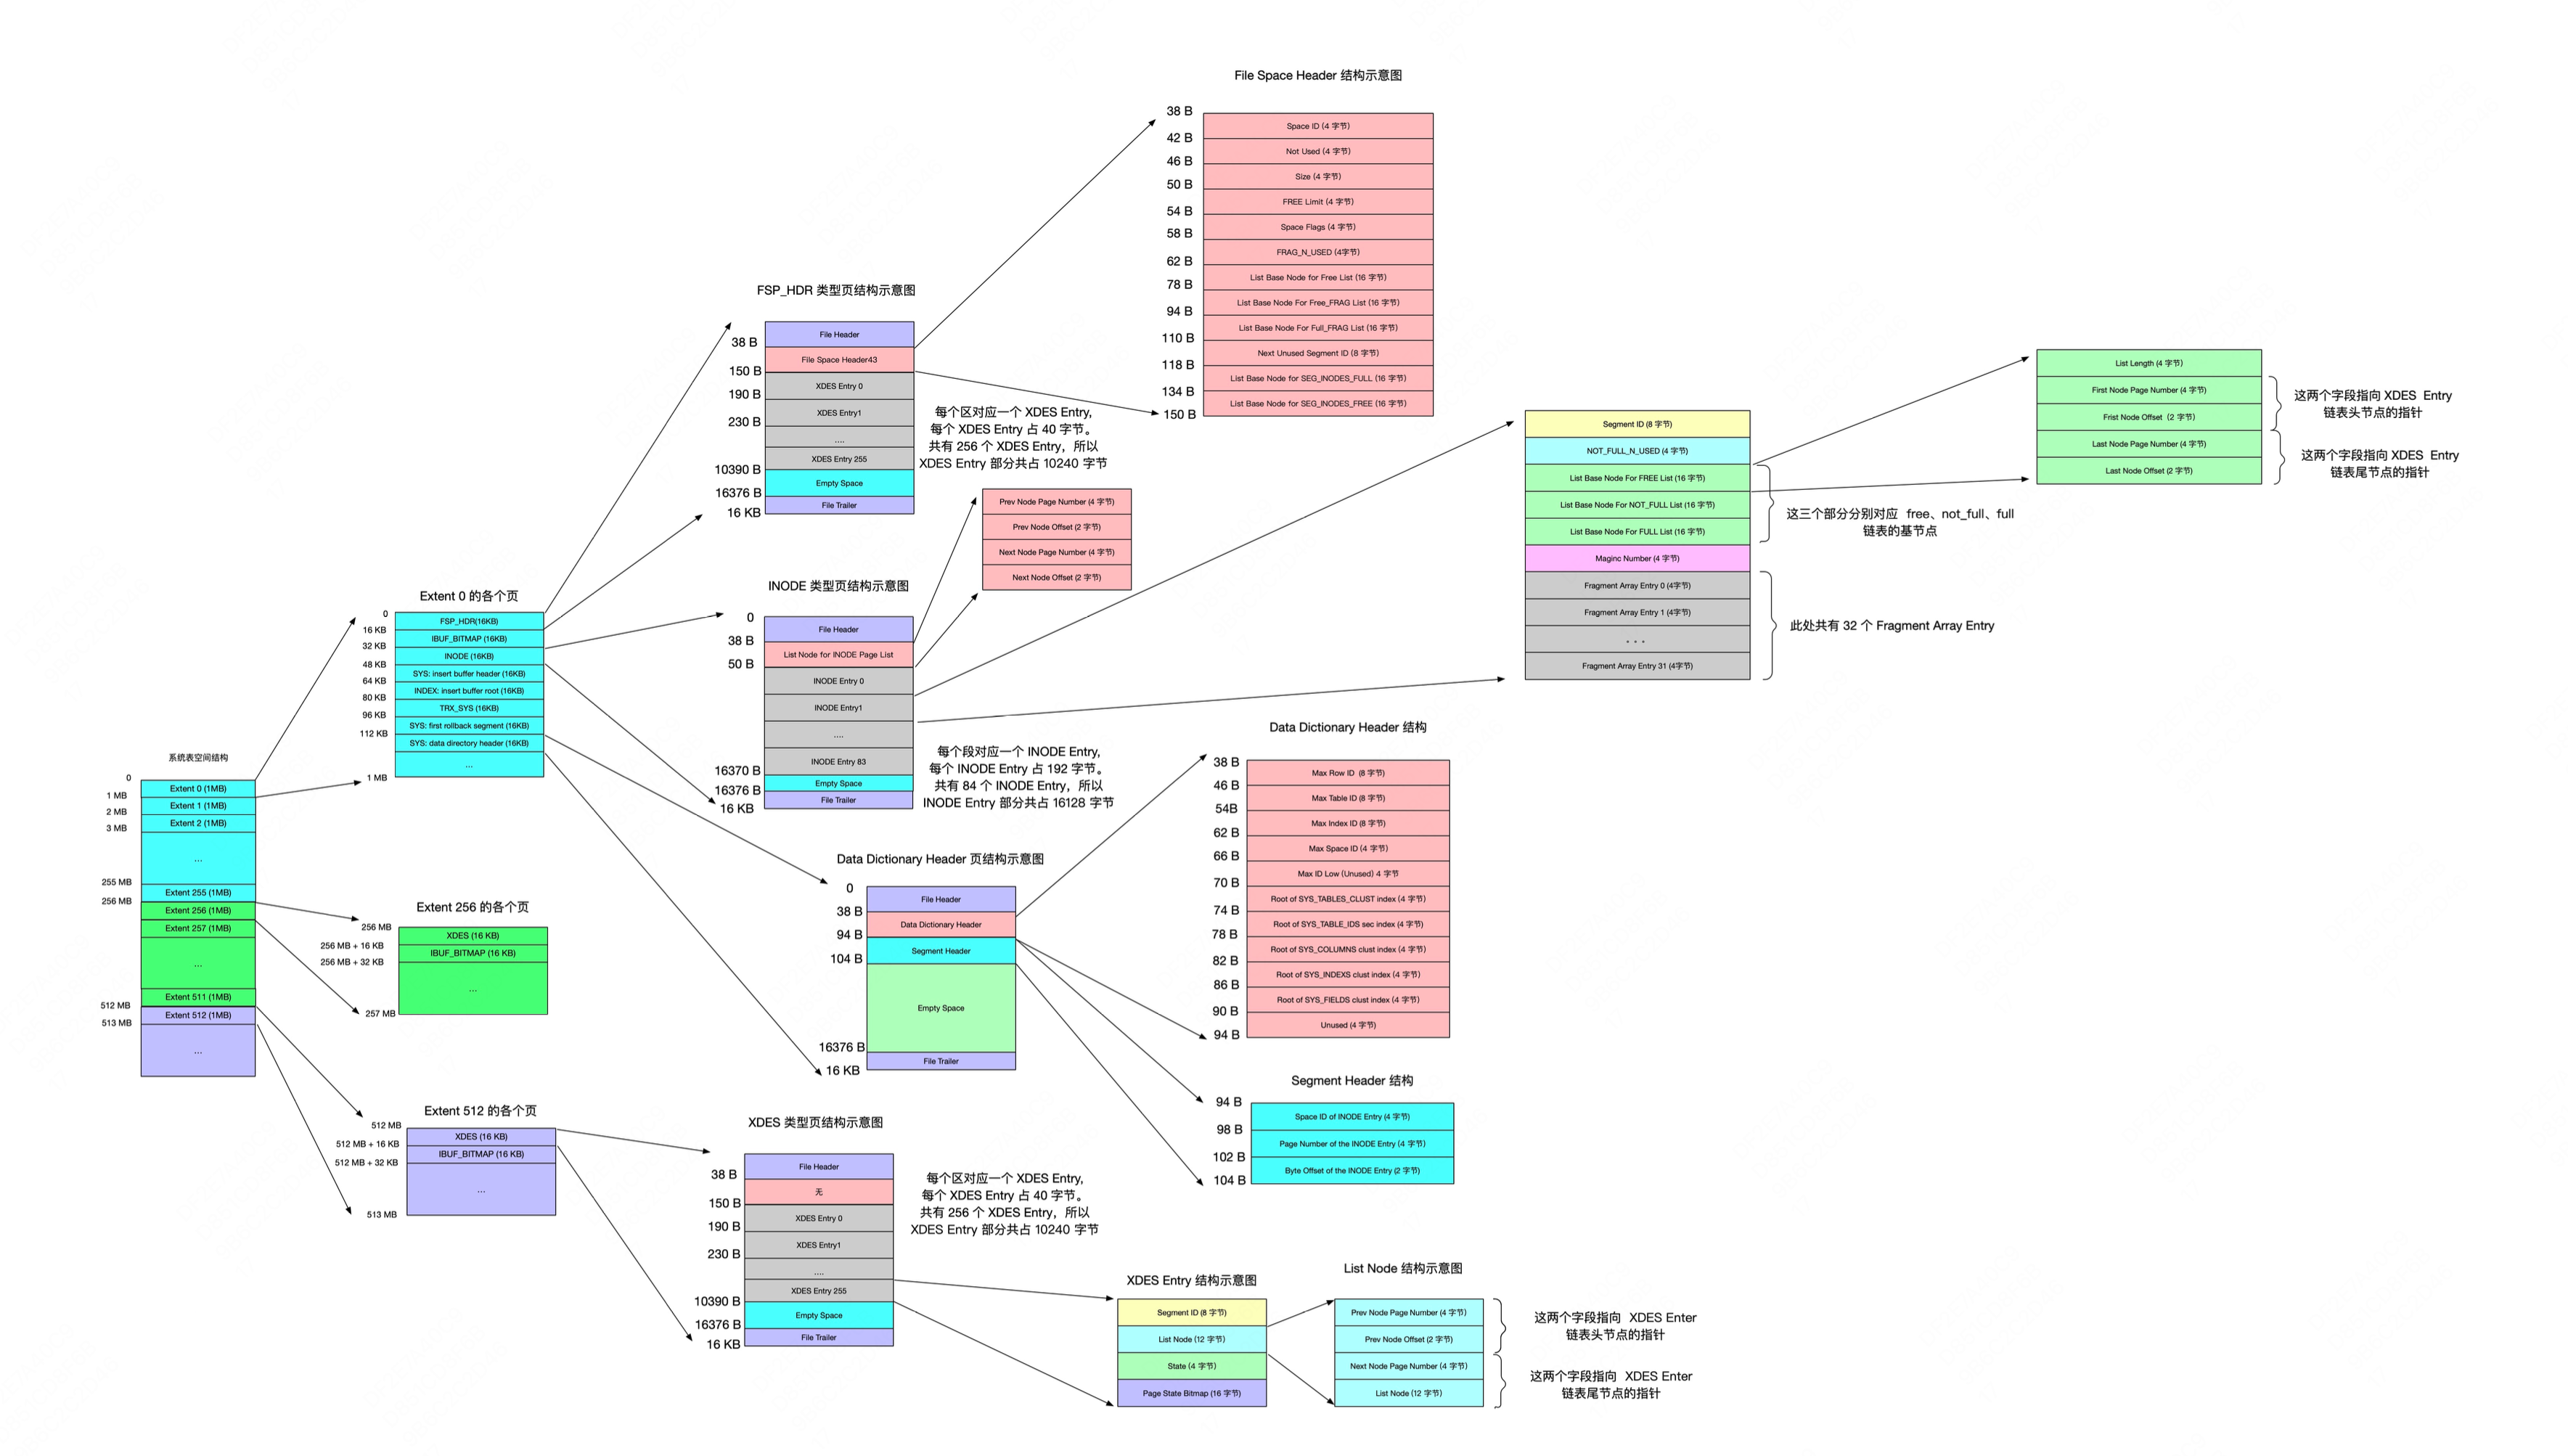 File Space Header 结构示意图
38 B
42 B
46 B
50 B
54 B
58 B
62 B
78 B
94 B
110 B
118 B
134 B
150 B
Space ID (4 字节)
Not Used (4 字节)
Size (4 字节)
FREE Limit (4 字节)
Space Flags (4 字节)
FRAG_N_USED (4字节)
List Base Node for Free List (16 字节)
List Base Node For Free_FRAG List (16 字节)
List Base Node For Full_FRAG List (16 字节)
Next Unused Segment ID (8 字节)
List Base Node for SEG_INODES_FULL (16 字节)
List Base Node for SEG_INODES_FREE (16 字节)
FSP_HDR 类型页结构示意图
38 B
150 B
190 B
230 B
10390 B
16376 B
16 KB
File Header
File Space Header43
XDES Entry 0
XDES Entry1
....
XDES Entry 255
Empty Space
File Trailer
每个区对应一个 XDES Entry,
每个 XDES Entry 占 40 字节。
共有 256 个 XDES Entry，所以
XDES Entry 部分共占 10240 字节
Prev Node Page Number (4 字节)
Prev Node Offset (2 字节)
Next Node Page Number (4 字节)
Next Node Offset (2 字节)
Segment ID (8 字节)
NOT_FULL_N_USED (4 字节)
List Base Node For FREE List (16 字节)
List Base Node For NOT_FULL List (16 字节)
List Base Node For FULL List (16 字节)
Maginc Number (4 字节)
Fragment Array Entry 0 (4字节)
Fragment Array Entry 1 (4字节)
。。。
Fragment Array Entry 31 (4字节)
这三个部分分别对应 free、not_full、full
链表的基节点
此处共有 32 个 Fragment Array Entry
List Length (4 字节)
First Node Page Number (4 字节)
Frist Node Offset （2 字节)
Last Node Page Number (4 字节)
Last Node Offset (2 字节)
这两个字段指向 XDES Entry
链表头节点的指针
这两个字段指向 XDES Entry
链表尾节点的指针
INODE 类型页结构示意图
0
38 B
50 B
16370 B
16376 B
16 KB
File Header
List Node for INODE Page List
INODE Entry 0
INODE Entry1
....
INODE Entry 83
Empty Space
File Trailer
每个段对应一个 INODE Entry,
每个 INODE Entry 占 192 字节。
共有 84 个 INODE Entry，所以
INODE Entry 部分共占 16128 字节
Extent 0 的各个页
0
16 KB
32 KB
48 KB
64 KB
80 KB
96 KB
112 KB
1 MB
FSP_HDR(16KB)
IBUF_BITMAP (16KB)
INODE (16KB)
SYS: insert buffer header (16KB)
INDEX: insert buffer root (16KB)
TRX_SYS (16KB)
SYS: first rollback segment (16KB)
SYS: data directory header (16KB)
...
系统表空间结构
0
1 MB
2 MB
3 MB
255 MB
256 MB
512 MB
513 MB
Extent 0 (1MB)
Extent 1 (1MB)
Extent 2 (1MB)
...
Extent 255 (1MB)
Extent 256 (1MB)
Extent 257 (1MB)
...
Extent 511 (1MB)
Extent 512 (1MB)
...
Extent 256 的各个页
256 MB
256 MB + 16 KB
256 MB + 32 KB
257 MB
XDES (16 KB)
IBUF_BITMAP (16 KB)
...
Data Dictionary Header 页结构示意图
0
38 B
94 B
104 B
16376 B
16 KB
File Header
Data Dictionary Header
Segment Header
Empty Space
File Trailer
Data Dictionary Header 结构
38 B
46 B
54B
62 B
66 B
70 B
74 B
78 B
82 B
86 B
90 B
94 B
Max Row ID （8 字节)
Max Table ID (8 字节)
Max Index ID (8 字节)
Max Space ID (4 字节)
Max ID Low (Unused) 4 字节
Root of SYS_TABLES_CLUST index (4 字节)
Root of SYS_TABLE_IDS sec index (4 字节)
Root of SYS_COLUMNS clust index (4 字节)
Root of SYS_INDEXS clust index (4 字节)
Root of SYS_FIELDS clust index (4 字节)
Unused (4 字节)
Segment Header 结构
94 B
98 B
102 B
104 B
Space ID of INODE Entry (4 字节)
Page Number of the INODE Entry (4 字节)
Byte Offset of the INODE Entry (2 字节)
Extent 512 的各个页
512 MB
512 MB + 16 KB
512 MB + 32 KB
513 MB
XDES (16 KB)
IBUF_BITMAP (16 KB)
...
XDES 类型页结构示意图
38 B
150 B
190 B
230 B
10390 B
16376 B
16 KB
File Header
无
XDES Entry 0
XDES Entry1
....
XDES Entry 255
Empty Space
File Trailer
每个区对应一个 XDES Entry,
每个 XDES Entry 占 40 字节。
共有 256 个 XDES Entry，所以
XDES Entry 部分共占 10240 字节
XDES Entry 结构示意图
Segment ID (8 字节)
List Node (12 字节)
State (4 字节)
Page State Bitmap (16 字节)
List Node 结构示意图
Prev Node Page Number (4 字节)
Prev Node Offset (2 字节)
Next Node Page Number (4 字节)
List Node (12 字节)
这两个字段指向 XDES Enter
链表头节点的指针
这两个字段指向 XDES Enter
链表尾节点的指针